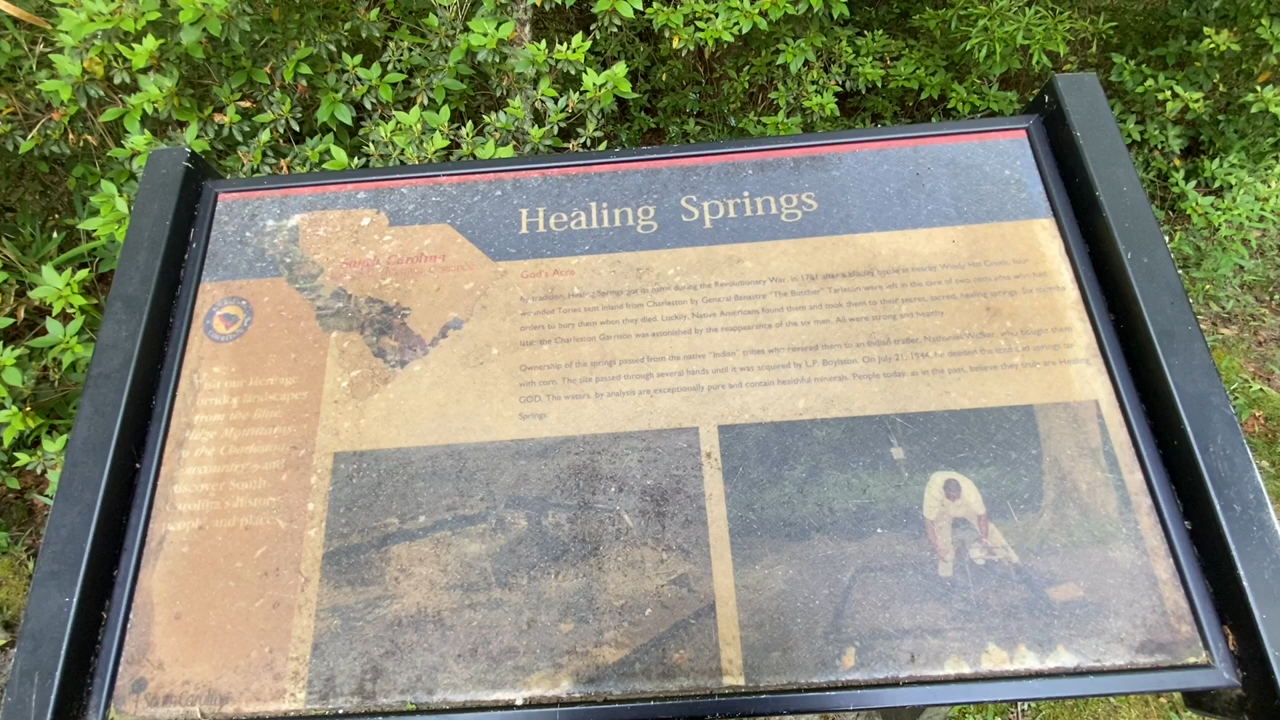 Healing Springs
South Carolina
God's Acre
by tradition, Healing Springs got its name during the Revolutionary War. In 1781 after a bloody battle at nearby Windy Hill Creek, four
wounded Tories sent inland from Charleston by General Banastre "The Butcher" Tarleton were left in the care of two comrades who had
orders to bury them when they died. Luckily, Native Americans found them and took them to their secret, sacred, healing springs. Six months
later the Charleston Garrison was astonished by the reappearance of the six men. All were strong and healthy.
Ownership of the springs passed from the native "Indian" tribes who revered them to an Indian trader, Nathaniel Walker, who bought them
with corn. The site passed through several hands until it was acquired by L.P. Boylston. On July 21, 1944, he deeded the
GOD. The waters, by analysis are exceptionally pure and contain healthful minerals. People today, as in the past, believe they
Springs.
Visit our Heritage
Corridor landscapes
from the Blue
Ridge Mountains
to the Charleston
Lowcountry - and
discover South
Carolina's history,
people, and places.
South Carolina